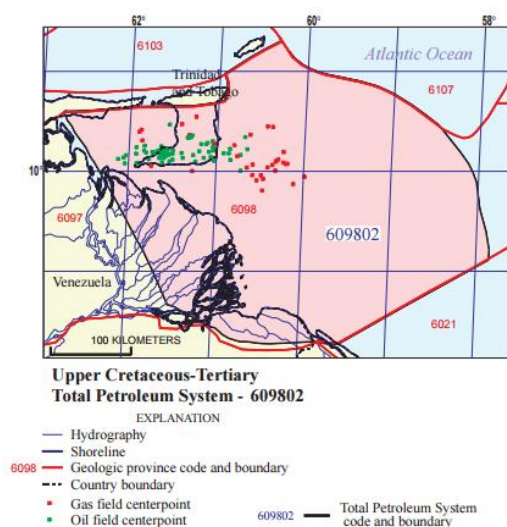 62°
60°
58°
6103
Atlantic Ocean
Trinidad
and Tobago
6107
10°
6098
6097
609802
Venezuela
6021
100 KILOMETERS
Upper Cretaceous-Tertiary
Total Petroleum System - 609802
EXPLANATION
Hydrography
Shoreline
6098 Geologic province code and boundary
Country boundary
Gas field centerpoint
Oil field centerpoint
609802 Total Petroleum System
code and boundary